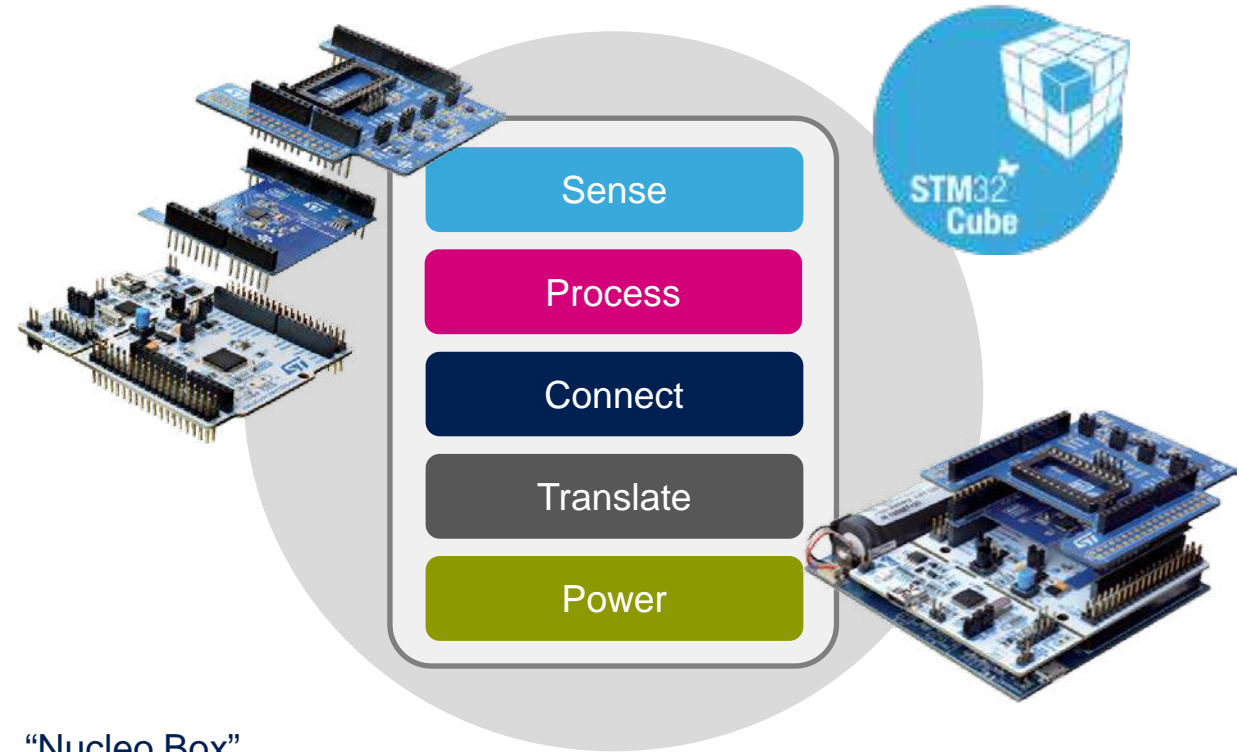 Sense
Process
Connect
Translate
Power
STM32
Cube
"Nucleo Box"